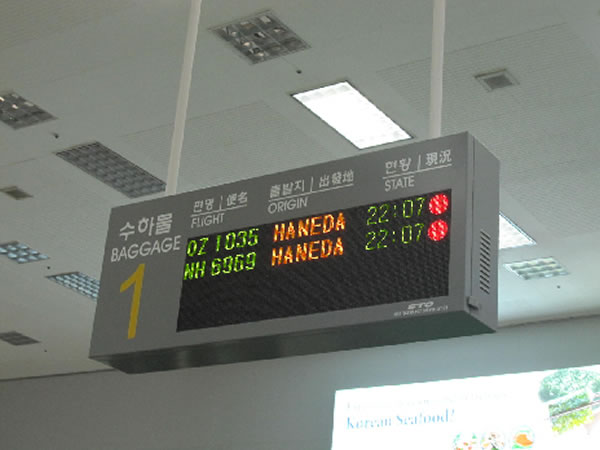 수하물
BAGGAGE
1
편명 | 便名
FLIGHT
출발지 | 出發地
ORIGIN
현황 | 現況
STATE
OZ 1035 HANEDA 22:07
NH 6969 HANEDA 22:07
Korean Seafood!